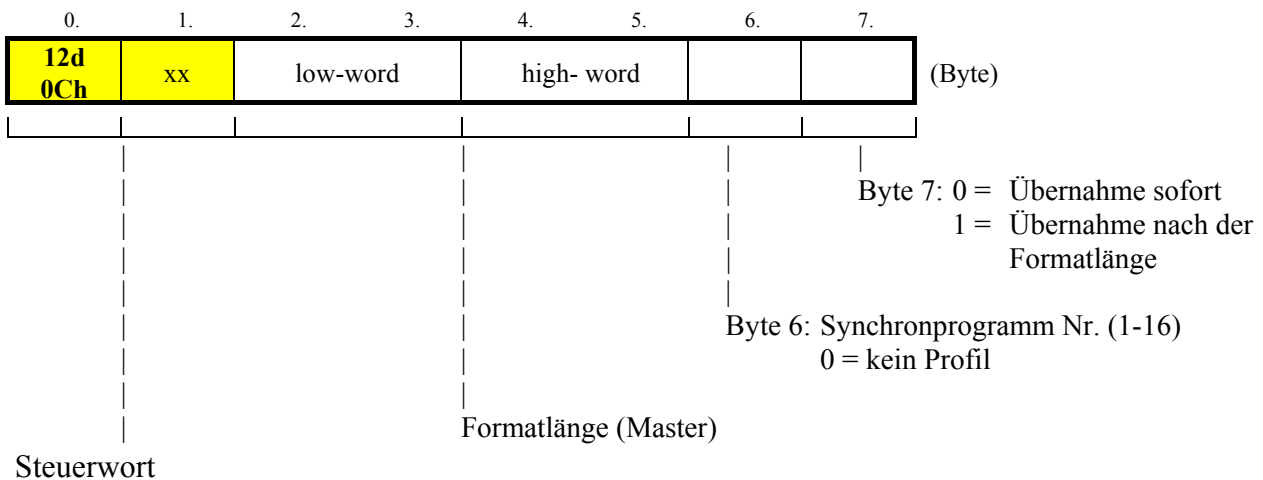 0. 1. 2. 3. 4. 5. 6. 7.
12d
0Ch
xx low-word high- word (Byte)
Byte 7: 0 = Übernahme sofort
1 = Übernahme nach der
Formatlänge
Byte 6: Synchronprogramm Nr. (1-16)
0 = kein Profil
Formatlänge (Master)
Steuerwort